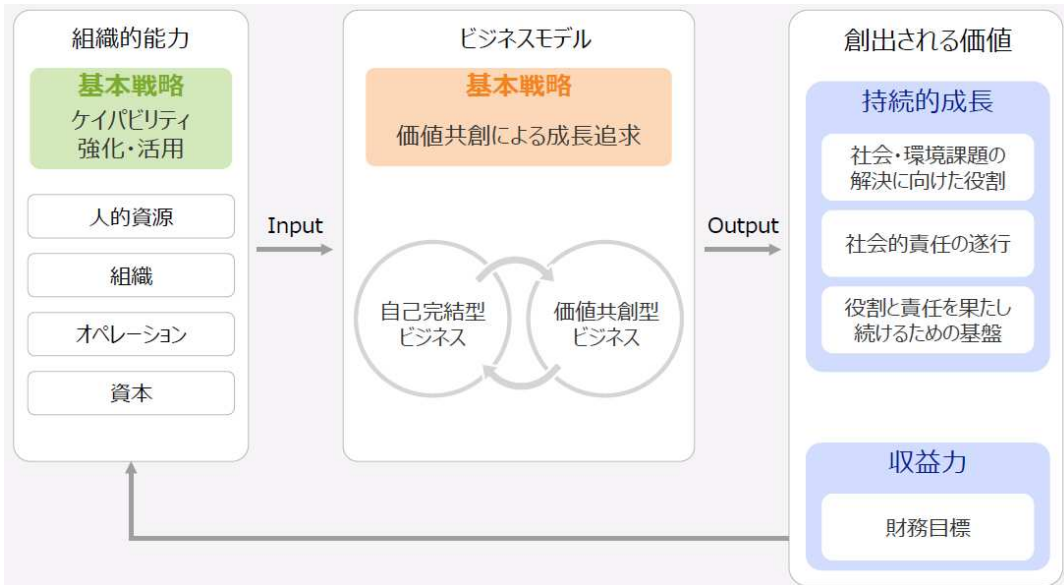 組織的能力
基本戦略
ケイパビリティ
強化・活用
人的資源
組織
オペレーション
資本
Input
ビジネスモデル
基本戦略
価値共創による成長追求
自己完結型
ビジネス
価値共創型
ビジネス
Output
創出される価値
持続的成長
社会・環境課題の
解決に向けた役割
社会的責任の遂行
役割と責任を果たし
続けるための基盤
収益力
財務目標